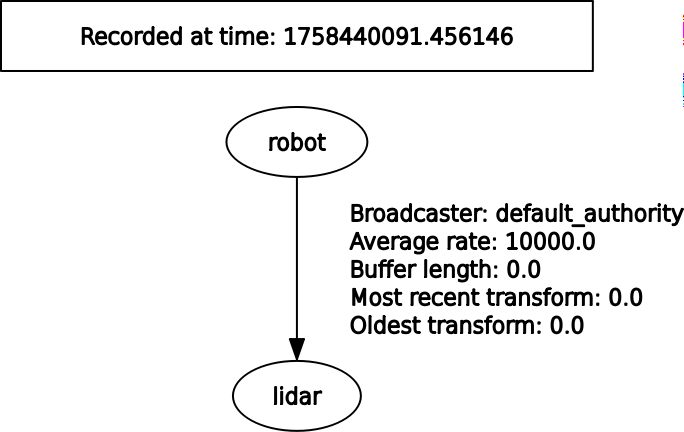 Recorded at time: 1758440091.456146
robot
Broadcaster: default_authority
Average rate: 10000.0
Buffer length: 0.0
Most recent transform: 0.0
Oldest transform: 0.0
lidar